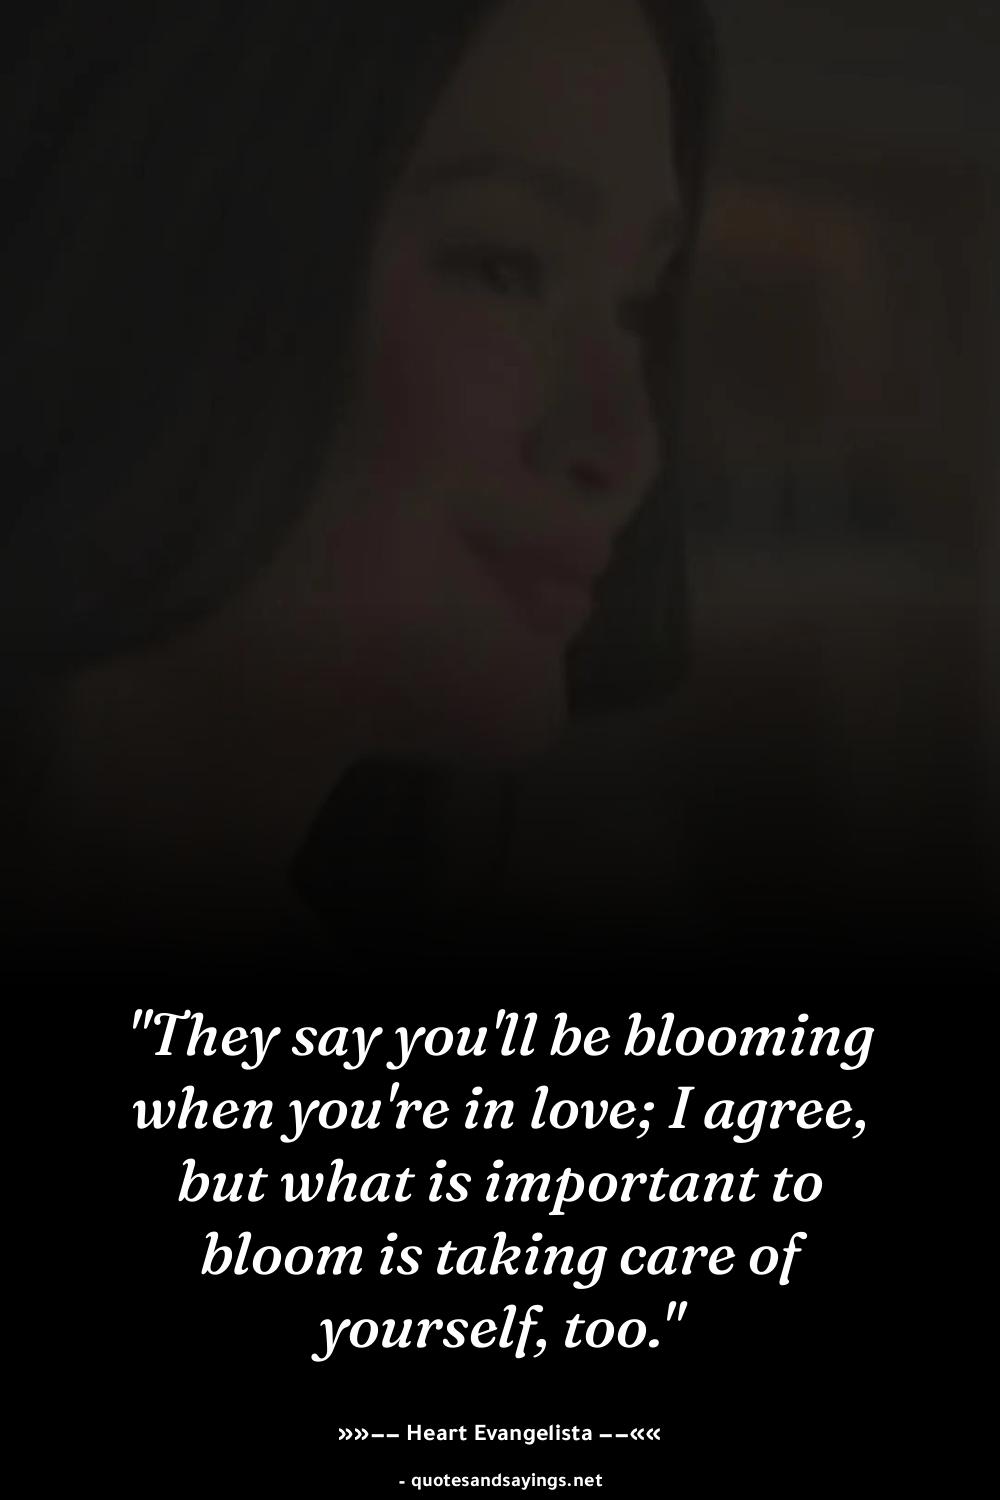 "They say you'll be blooming
when you're in love; I agree,
but what is important to
bloom is taking care of
yourself, too."
»»−− Heart Evangelista −−««
- quotesandsayings.net